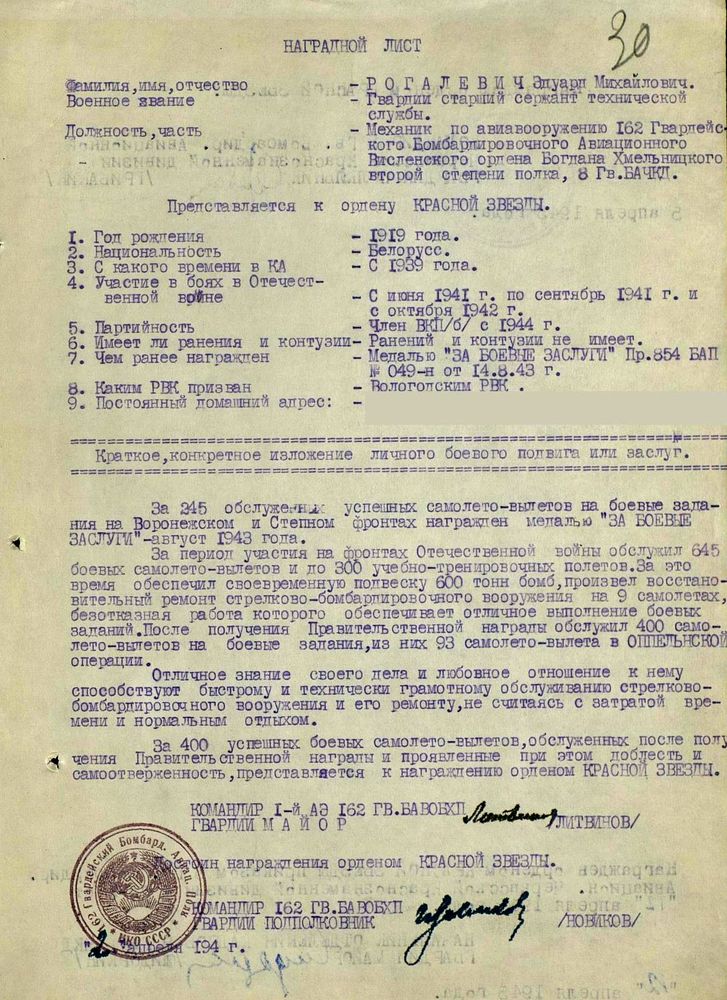 30
НАГРАДНОЙ ЛИСТ
Фамилия,имя,отчество - Р О Г А Л Е В И Ч Эдуард Михайлович.
Военное звание - Гвардии старший сержант технической
службы.
Должность,часть - Механик по авиавооружению 162 Гвардейс-
кого Бомбардировочного Авиационного
Висленского ордена Богдана Хмельницкого
второй степени полка, 8 Гв.БАЧКД.
Представляется к ордену КРАСНОЙ ЗВЕЗДЫ.
1. Год рождения - 1919 года.
2. Национальность - Белорусс.
3. С какого времени в КА - С 1939 года.
4. Участие в боях в Отечест-
венной войне - С июня 1941 г. по сентябрь 1941 г. и
с октября 1942 г.
5. Партийность - Член ВКП/б/ с 1944 г.
6. Имеет ли ранения и контузии- Ранений и контузии не имеет.
7. Чем ранее награжден - Медалью "ЗА БОЕВЫЕ ЗАСЛУГИ" Пр.854 БАП
№ 049-н от 14.8.43 г.
8. Каким РВК призван - Вологодским РВК .
9. Постоянный домашний адрес: -
Краткое,конкретное изложение личного боевого подвига или заслуг.
За 245 обслуженных успешных самолето-вылетов на боевые зада-
ния на Воронежском и Степном фронтах награжден медалью "ЗА БОЕВЫЕ
ЗАСЛУГИ"-август 1943 года.
За период участия на фронтах Отечественной войны обслужил 645
боевых самолето-вылетов и до 300 учебно-тренировочных полетов.За это
время обеспечил своевременную подвеску 600 тонн бомб,произвел восстано-
вительный ремонт стрелково-бомбардировочного вооружения на 9 самолетах,
безотказная работа которого обеспечивает отличное выполнение боевых
заданий.После получения Правительственной награды обслужил 400 само-
лето-вылетов на боевые задания,из них 93 самолето-вылета в ОППЕЛЬНСКОЙ
операции.
Отличное знание своего дела и любовное отношение к нему
способствуют быстрому и технически грамотному обслуживанию стрелково-
бомбардировочного вооружения и его ремонту,не считаясь с затратой вре-
мени и нормальным отдыхом.
За 400 успешных боевых самолето-вылетов,обслуженных после полу
чения Правительственной награды и проявленные при этом доблесть и
самоотверженность,представляется к награждению орденом КРАСНОЙ ЗВЕЗДЫ.
КОМАНДИР 1-й АЭ 162 ГВ.БАВОБХП
ГВАРДИИ М А Й О Р /ЛИТВИНОВ/
Достоин награждения орденом КРАСНОЙ ЗВЕЗДЫ.
КОМАНДИР 162 ГВ.БАВОБХП
ГВАРДИИ ПОДПОЛКОВНИК /НОВИКОВ/
"2" апреля 194 г.
162 Гвардейский Бомбард. Авиац. Полк
НКО СССР